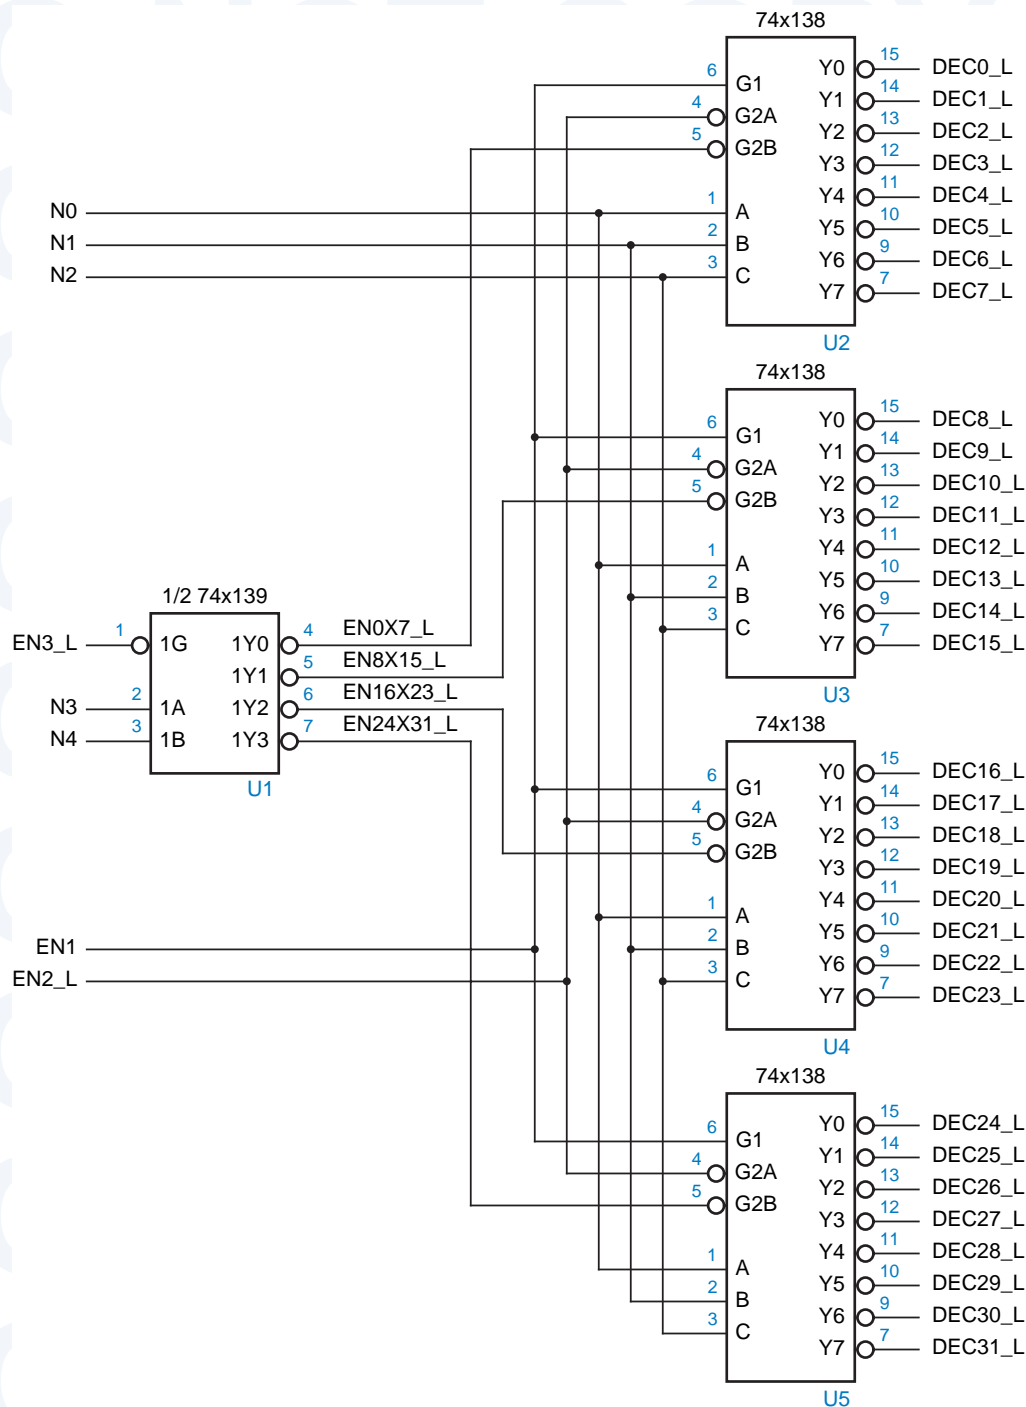 74x138
6 G1 Y0 15 DEC0_L
4 G2A Y1 14 DEC1_L
5 G2B Y2 13 DEC2_L
Y3 12 DEC3_L
N0 1 A Y4 11 DEC4_L
N1 2 B Y5 10 DEC5_L
N2 3 C Y6 9 DEC6_L
Y7 7 DEC7_L
U2
74x138
6 G1 Y0 15 DEC8_L
4 G2A Y1 14 DEC9_L
5 G2B Y2 13 DEC10_L
Y3 12 DEC11_L
1 A Y4 11 DEC12_L
2 B Y5 10 DEC13_L
3 C Y6 9 DEC14_L
Y7 7 DEC15_L
U3
1/2 74x139
EN3_L 1 1G 1Y0 4 EN0X7_L
1Y1 5 EN8X15_L
N3 2 1A 1Y2 6 EN16X23_L
N4 3 1B 1Y3 7 EN24X31_L
U1
74x138
6 G1 Y0 15 DEC16_L
4 G2A Y1 14 DEC17_L
5 G2B Y2 13 DEC18_L
Y3 12 DEC19_L
1 A Y4 11 DEC20_L
2 B Y5 10 DEC21_L
3 C Y6 9 DEC22_L
Y7 7 DEC23_L
U4
EN1
EN2_L
74x138
6 G1 Y0 15 DEC24_L
4 G2A Y1 14 DEC25_L
5 G2B Y2 13 DEC26_L
Y3 12 DEC27_L
1 A Y4 11 DEC28_L
2 B Y5 10 DEC29_L
3 C Y6 9 DEC30_L
Y7 7 DEC31_L
U5